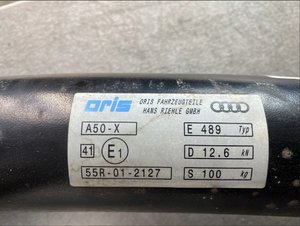 oris ORIS FAHRZEUGTEILE
HANS RIEHLE GMBH
A50-X E 489 Typ
41 E1 D 12.6 kN
55R-01-2127 S 100 kg